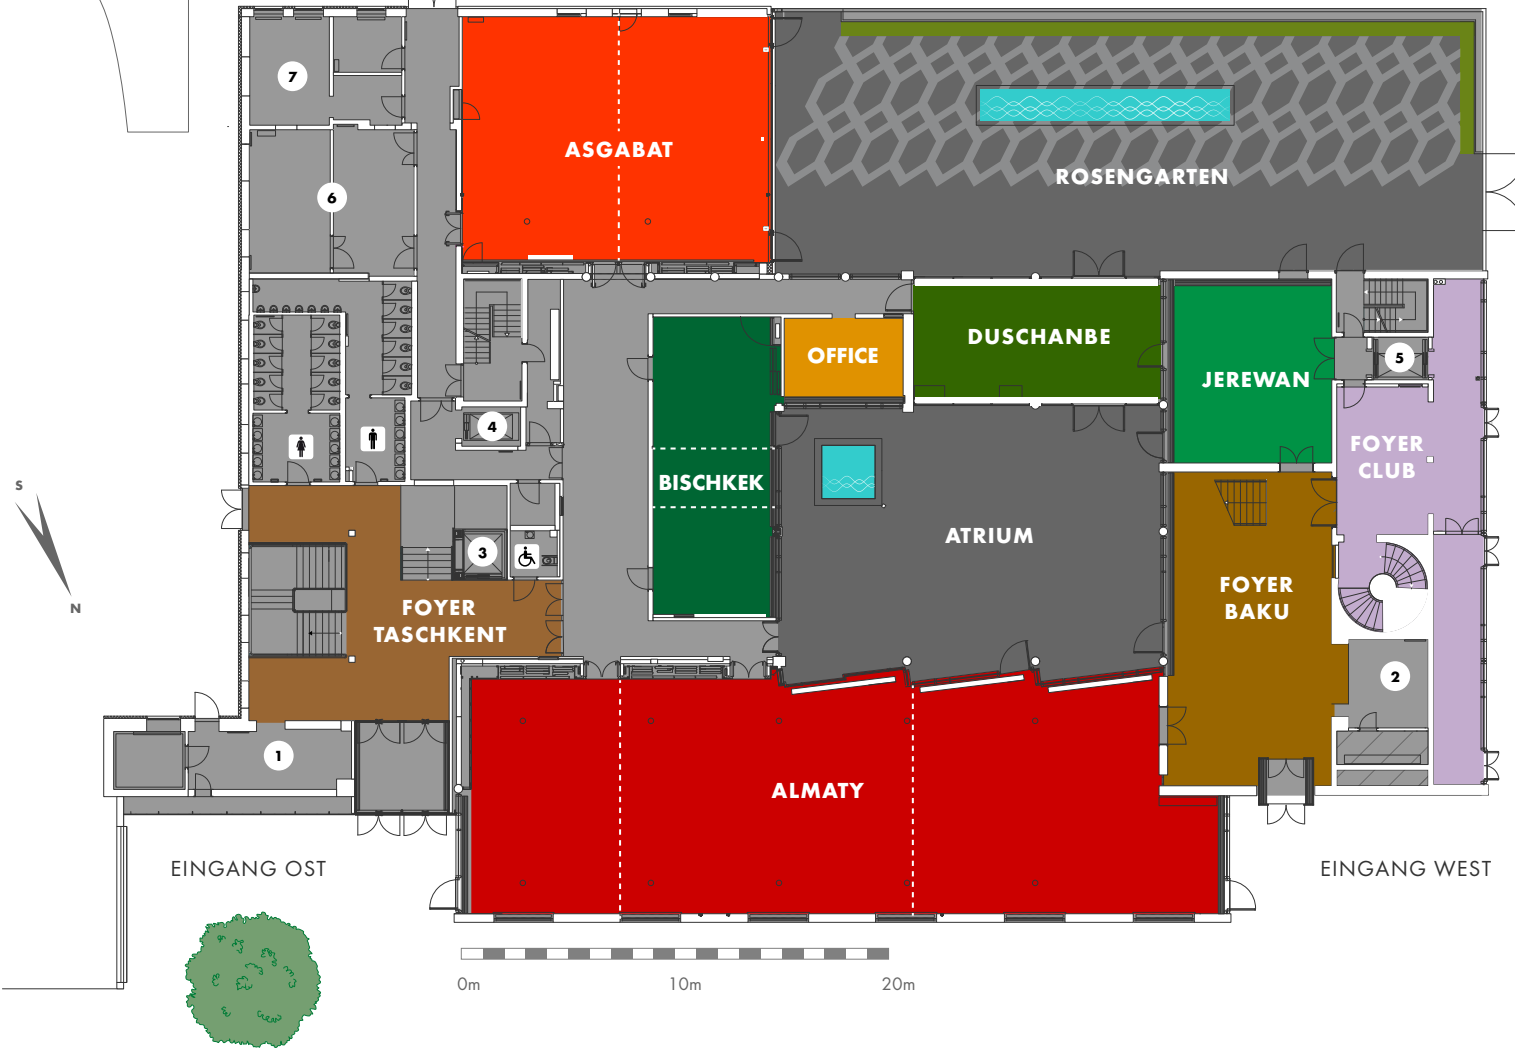 7
ASGABAT
ROSENGARTEN
6
DUSCHANBE
OFFICE
5
JEREWAN
4
FOYER
CLUB
BISCHKEK
S
ATRIUM
3
FOYER
BAKU
N
FOYER
TASCHKENT
2
1
ALMATY
EINGANG OST
EINGANG WEST
0m
10m
20m